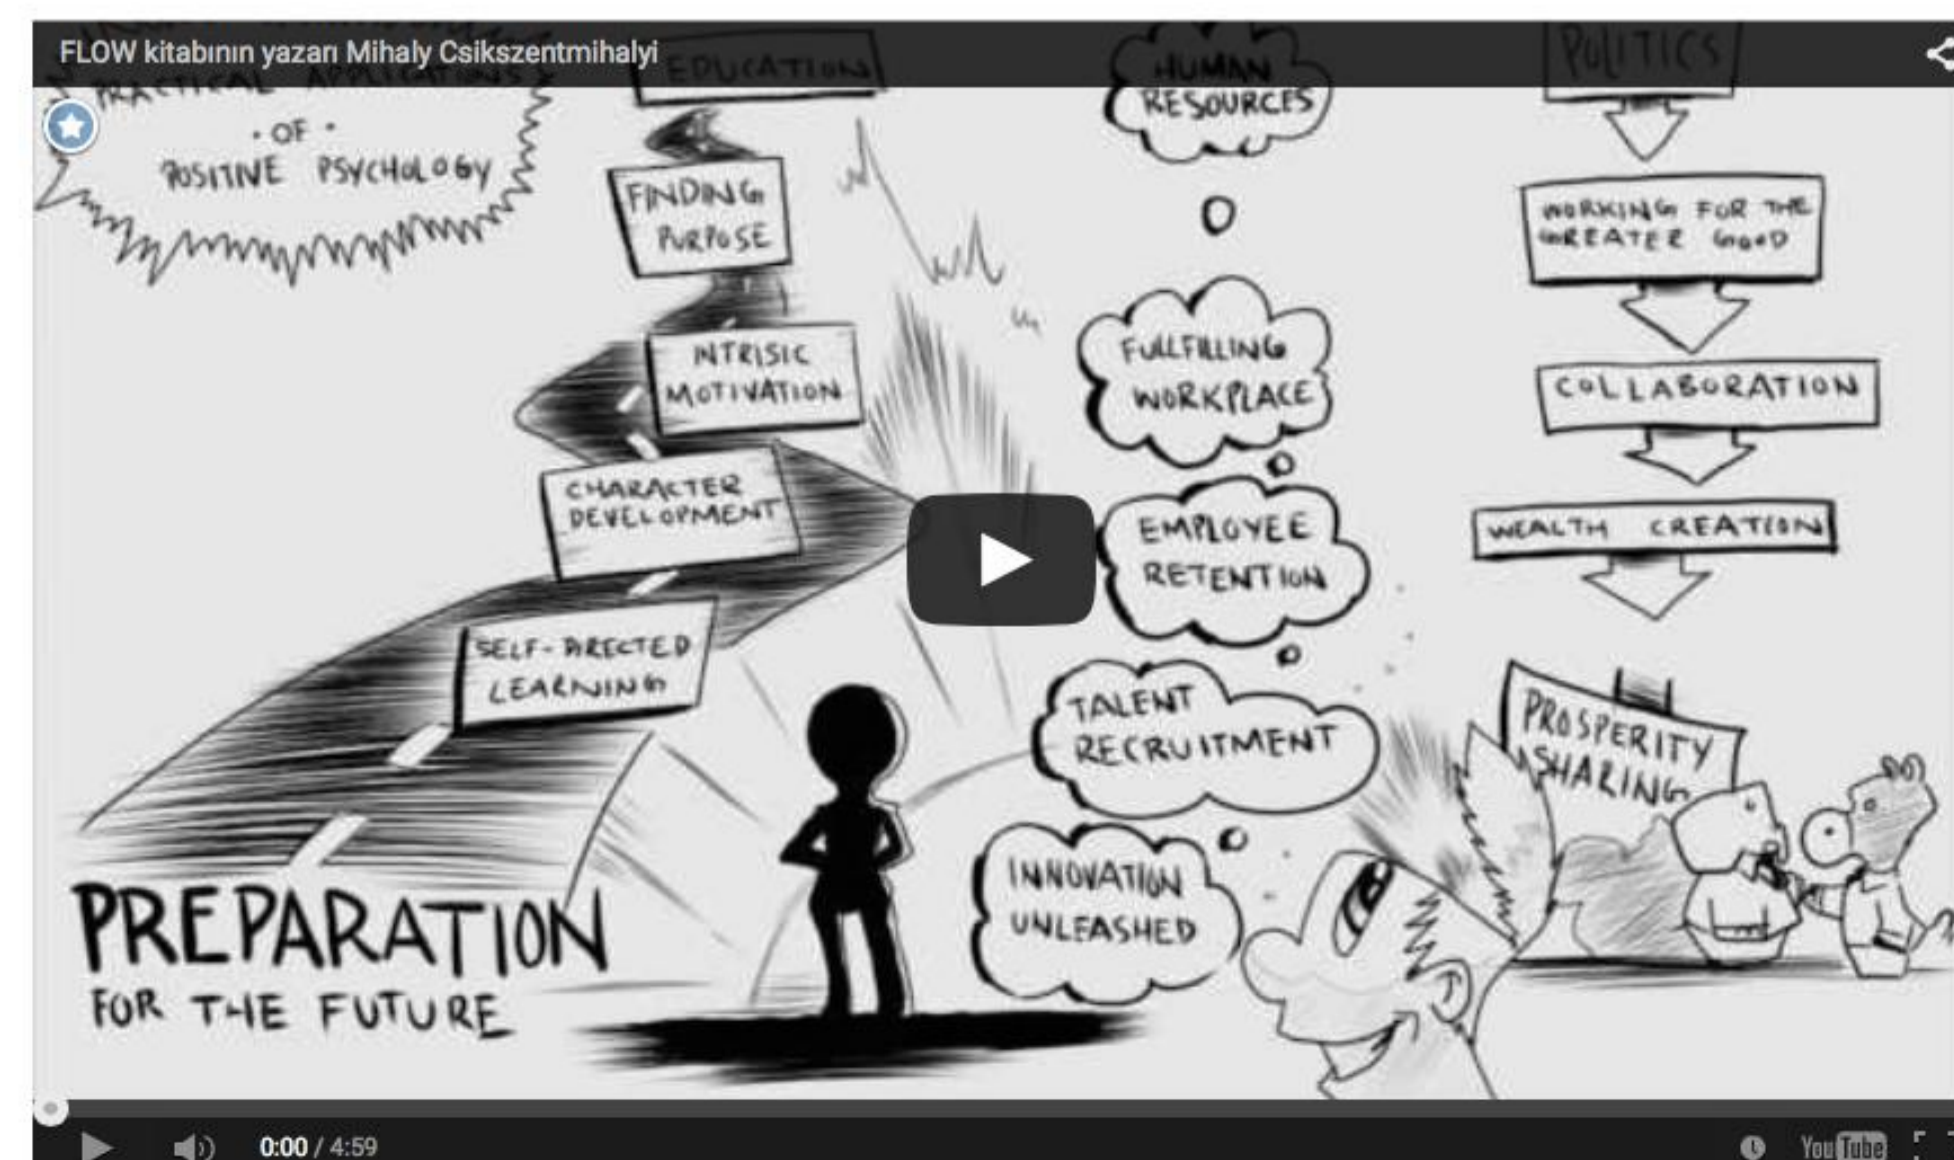 FLOW kitabının yazarı Mihaly Csikszentmihalyi
PRACTICAL APPLICATIONS
• OF •
POSITIVE PSYCHOLOGY
EDUCATION
FINDING
PURPOSE
INTRISIC
MOTIVATION
CHARACTER
DEVELOPMENT
SELF-DIRECTED
LEARNING
PREPARATION
FOR THE FUTURE
HUMAN
RESOURCES
FULLFILLING
WORKPLACE
EMPLOYEE
RETENTION
TALENT
RECRUITMENT
INNOVATION
UNLEASHED
POLITICS
WORKING FOR THE
GREATER GOOD
COLLABORATION
WEALTH CREATION
PROSPERITY
SHARING
0:00 / 4:59
YouTube